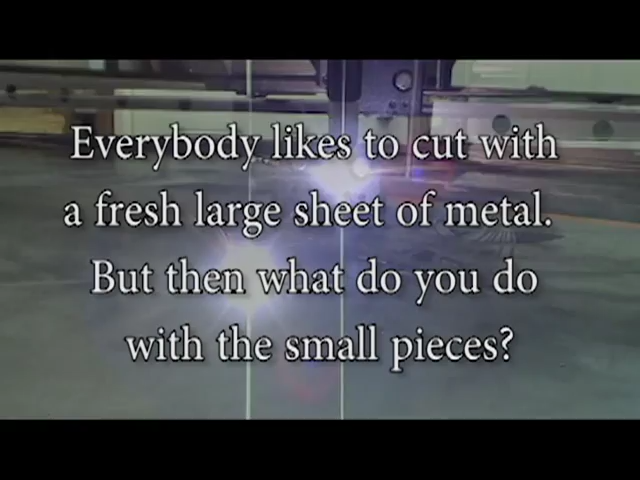 Everybody likes to cut with
a fresh large sheet of metal.
But then what do you do
with the small pieces?